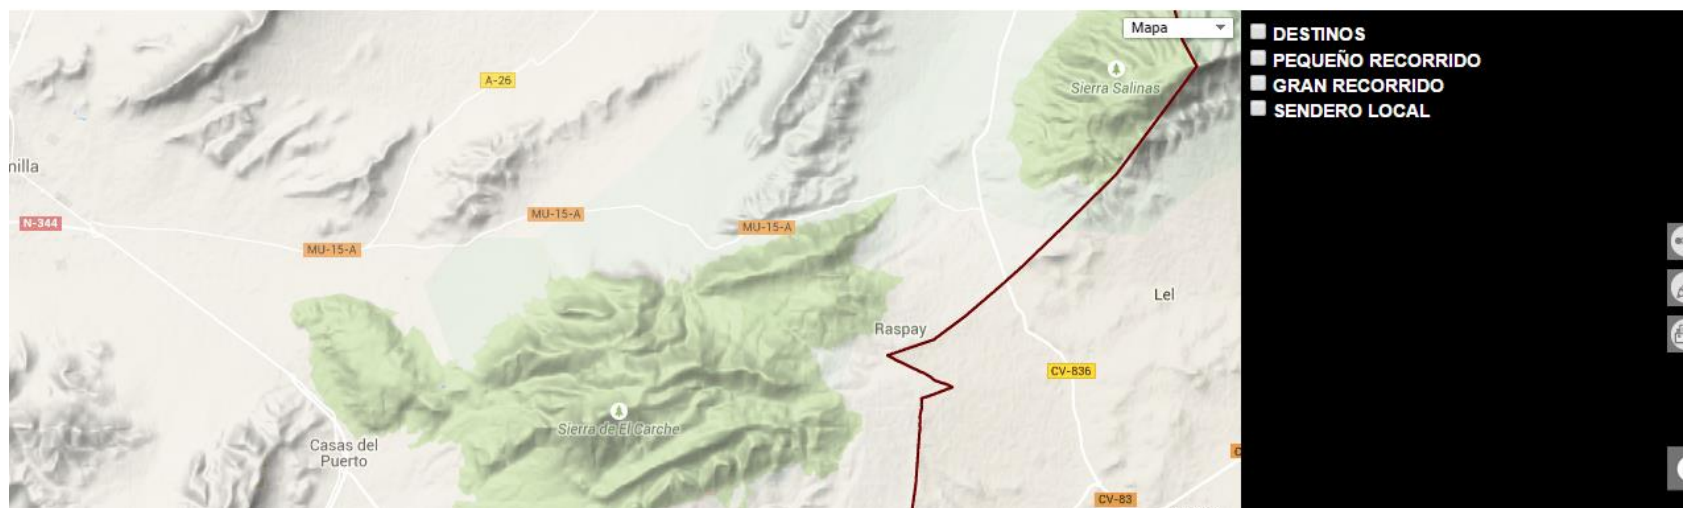 Mapa
DESTINOS
PEQUEÑO RECORRIDO
GRAN RECORRIDO
SENDERO LOCAL
A-26
Sierra Salinas
nilla
N-344
MU-15-A
MU-15-A
MU-15-A
Lel
Raspay
CV-836
Sierra de El Carche
Casas del
Puerto
CV-83